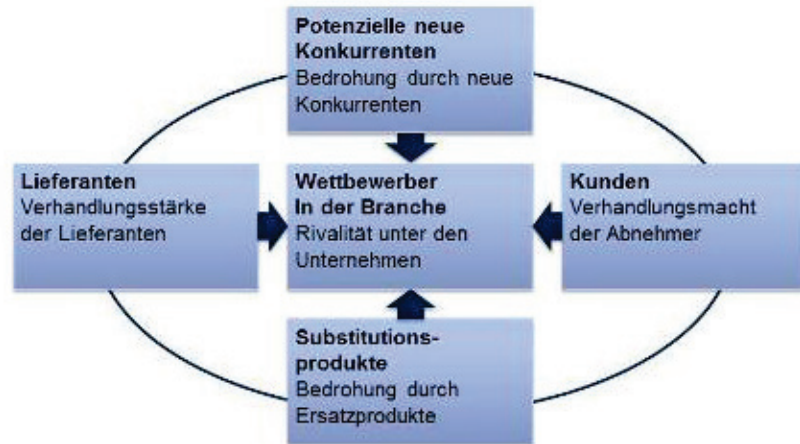 Potenzielle neue
Konkurrenten
Bedrohung durch neue
Konkurrenten
Lieferanten
Verhandlungsstärke
der Lieferanten
Wettbewerber
In der Branche
Rivalität unter den
Unternehmen
Kunden
Verhandlungsmacht
der Abnehmer
Substitutions-
produkte
Bedrohung durch
Ersatzprodukte